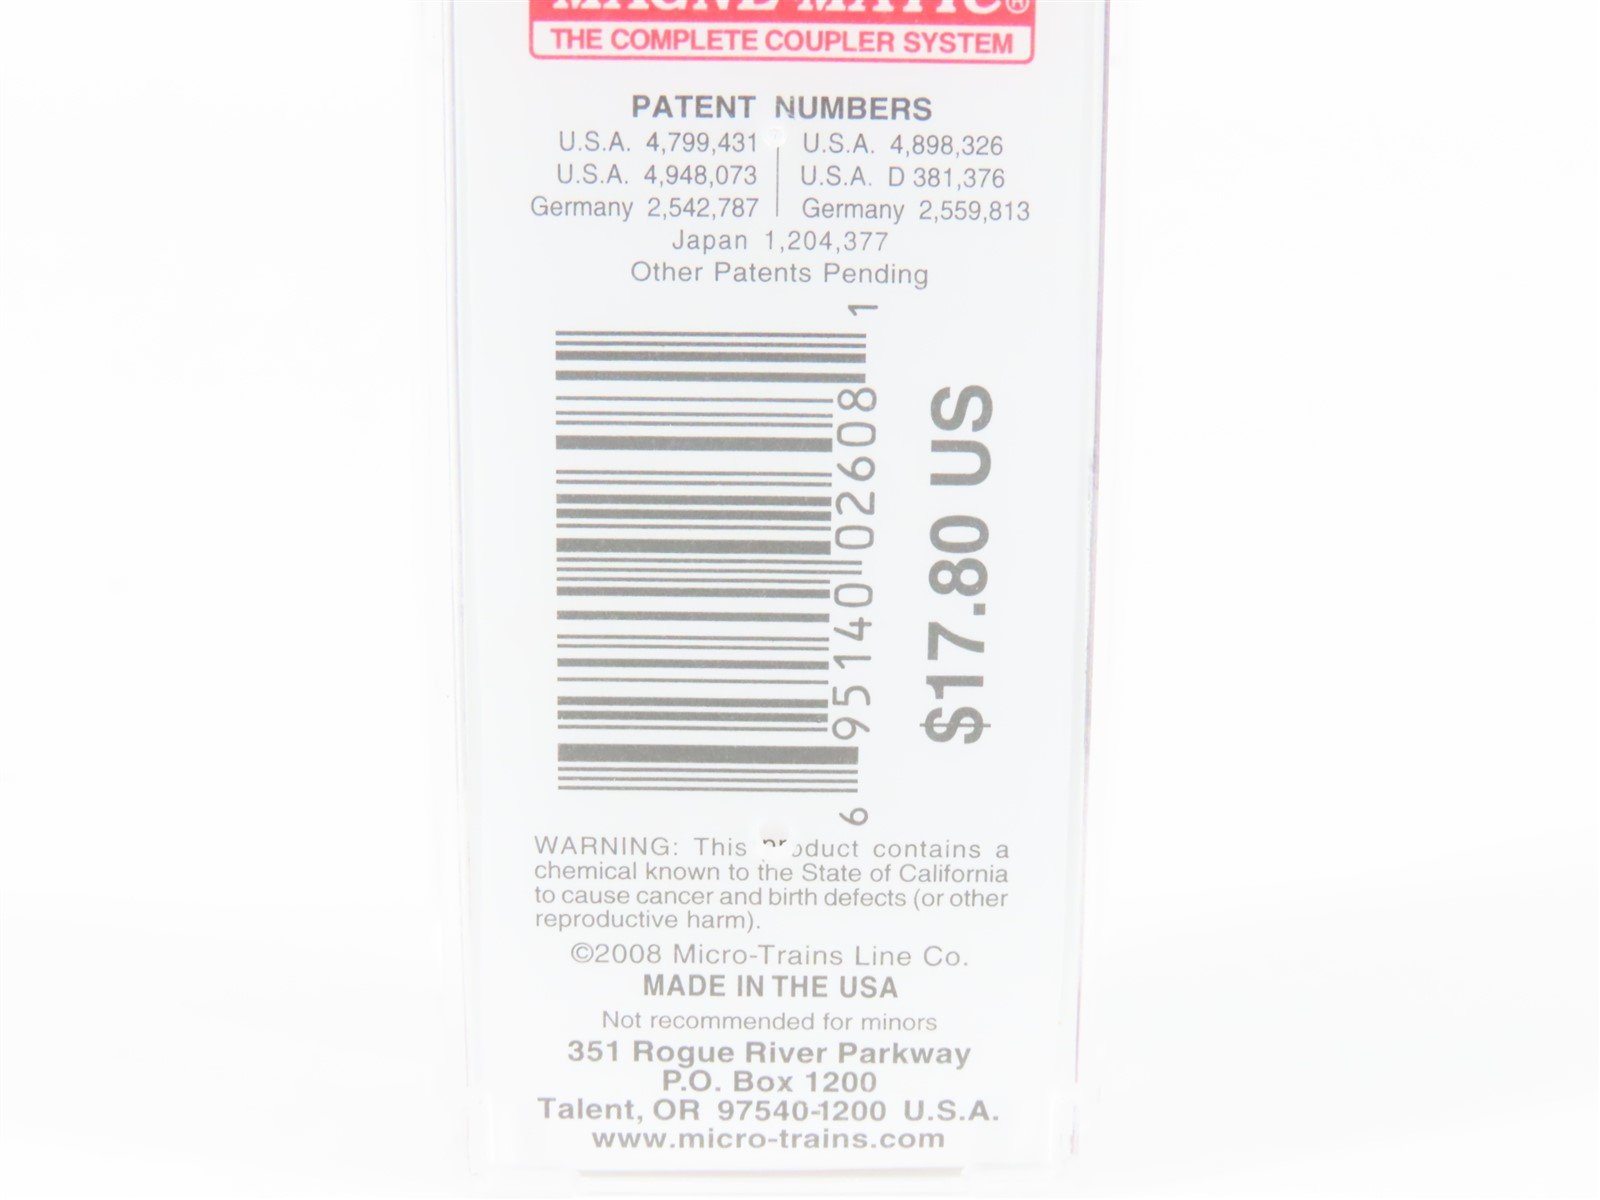 MAGNE-MATIC®
THE COMPLETE COUPLER SYSTEM
PATENT NUMBERS
U.S.A. 4,799,431 U.S.A. 4,898,326
U.S.A. 4,948,073 U.S.A. D 381,376
Germany 2,542,787 Germany 2,559,813
Japan 1,204,377
Other Patents Pending
6 95140 02608 1
$17.80 US
WARNING: This product contains a
chemical known to the State of California
to cause cancer and birth defects (or other
reproductive harm).
©2008 Micro-Trains Line Co.
MADE IN THE USA
Not recommended for minors
351 Rogue River Parkway
P.O. Box 1200
Talent, OR 97540-1200 U.S.A.
www.micro-trains.com